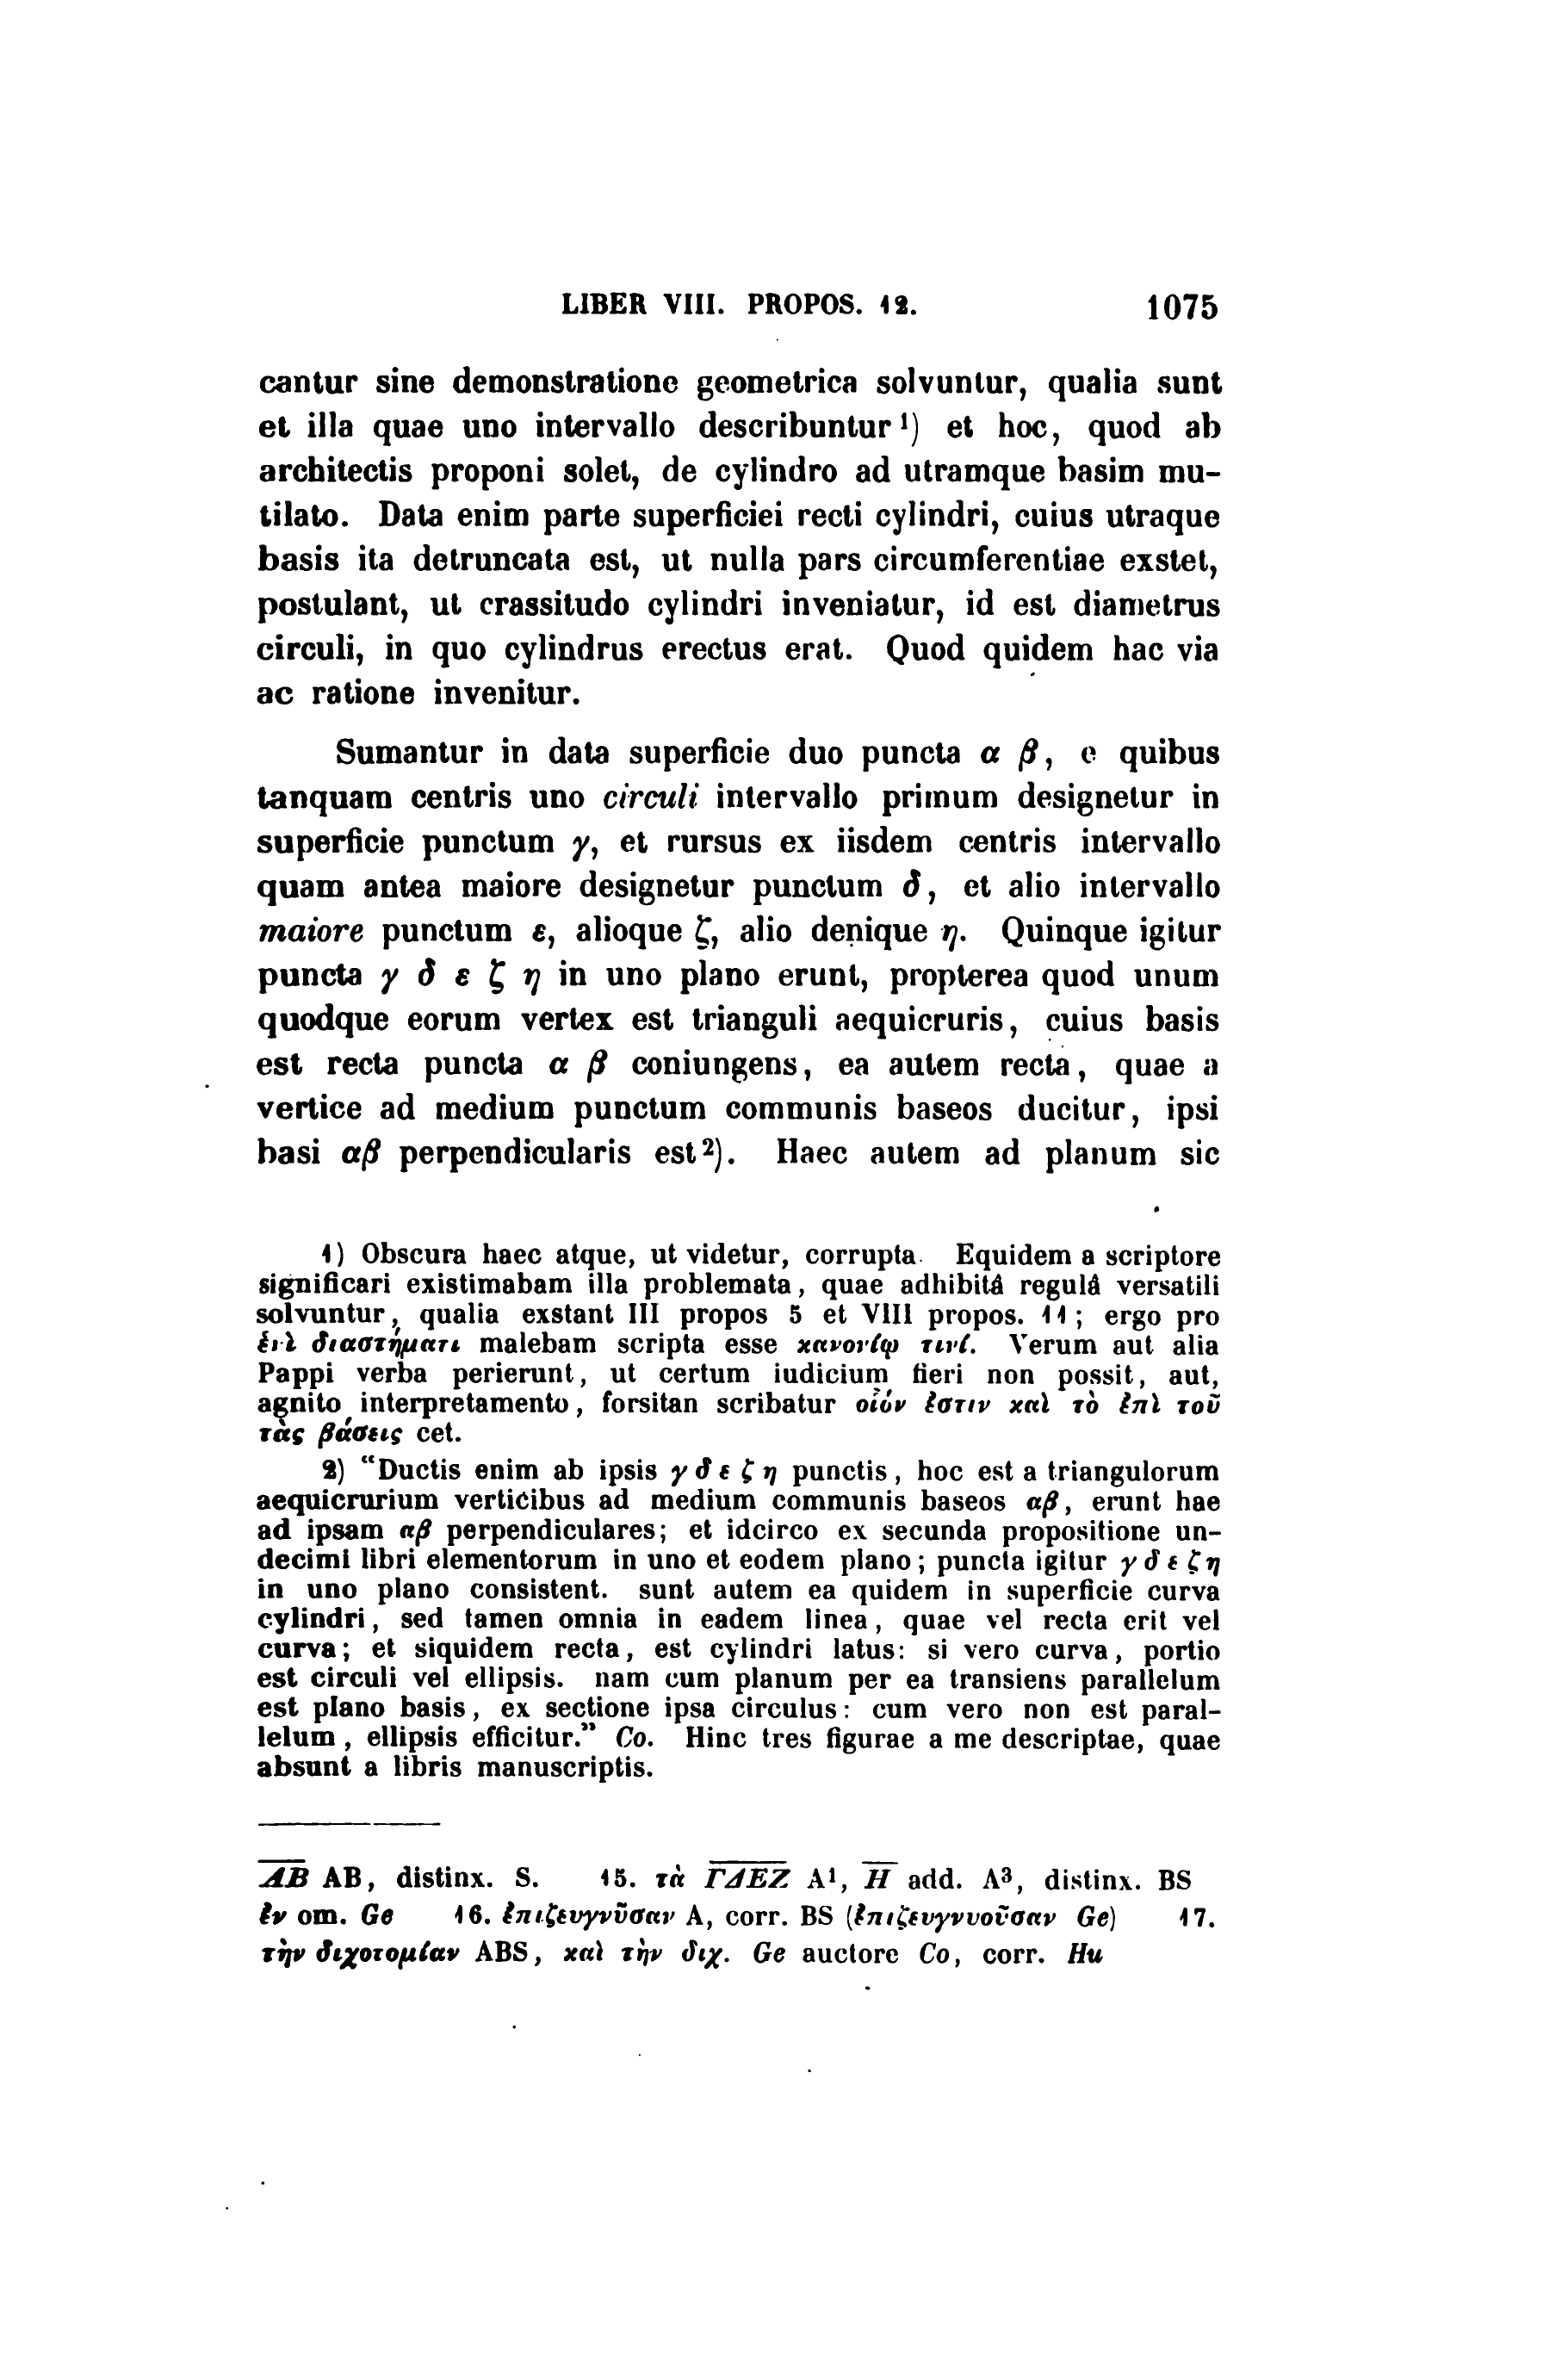 LIBER VIII. PROPOS. 12. 1075
cantur sine demonstratione geometrica solvuntur, qualia sunt
et illa quae uno intervallo describuntur ¹) et hoc, quod ab
architectis proponi solet, de cylindro ad utramque basim mu-
tilato. Data enim parte superficiei recti cylindri, cuius utraque
basis ita detruncata est, ut nulla pars circumferentiae exstet,
postulant, ut crassitudo cylindri inveniatur, id est diametrus
circuli, in quo cylindrus erectus erat. Quod quidem hac via
ac ratione invenitur.
Sumantur in data superficie duo puncta α β, e quibus
tanquam centris uno circuli intervallo primum designetur in
superficie punctum γ, et rursus ex iisdem centris intervallo
quam antea maiore designetur punctum δ, et alio intervallo
maiore punctum ε, alioque ζ, alio denique η. Quinque igitur
puncta γ δ ε ζ η in uno plano erunt, propterea quod unum
quodque eorum vertex est trianguli aequicruris, cuius basis
est recta puncta α β coniungens, ea autem recta, quae a
vertice ad medium punctum communis baseos ducitur, ipsi
basi αβ perpendicularis est²). Haec autem ad planum sic
1) Obscura haec atque, ut videtur, corrupta. Equidem a scriptore
significari existimabam illa problemata, quae adhibitâ regulâ versatili
solvuntur, qualia exstant III propos 5 et VIII propos. 11; ergo pro
ἑνὶ διαστήματι malebam scripta esse κανονίῳ τινί. Verum aut alia
Pappi verba perierunt, ut certum iudicium fieri non possit, aut,
agnito interpretamento, forsitan scribatur οἷόν ἐστιν καὶ τὸ ἐπὶ τοῦ
τὰς βάσεις cet.
2) “Ductis enim ab ipsis γ δ ε ζ η punctis, hoc est a triangulorum
aequicrurium verticibus ad medium communis baseos αβ, erunt hae
ad ipsam αβ perpendiculares; et idcirco ex secunda propositione un-
decimi libri elementorum in uno et eodem plano; puncta igitur γ δ ε ζ η
in uno plano consistent. sunt autem ea quidem in superficie curva
cylindri, sed tamen omnia in eadem linea, quae vel recta erit vel
curva; et siquidem recta, est cylindri latus: si vero curva, portio
est circuli vel ellipsis. nam cum planum per ea transiens parallelum
est plano basis, ex sectione ipsa circulus: cum vero non est paral-
lelum, ellipsis efficitur.” Co. Hinc tres figurae a me descriptae, quae
absunt a libris manuscriptis.
A͞B͞ AB, distinx. S. 15. τὰ Γ͞Δ͞Ε͞Ζ͞ A¹, Η͞ add. A³, distinx. BS
ἐν om. Ge 16. ἐπιζευγνῦσαν A, corr. BS (ἐπιζευγνυοῦσαν Ge) 17.
τὴν διχοτομίαν ABS, καὶ τὴν διχ. Ge auctore Co, corr. Hu